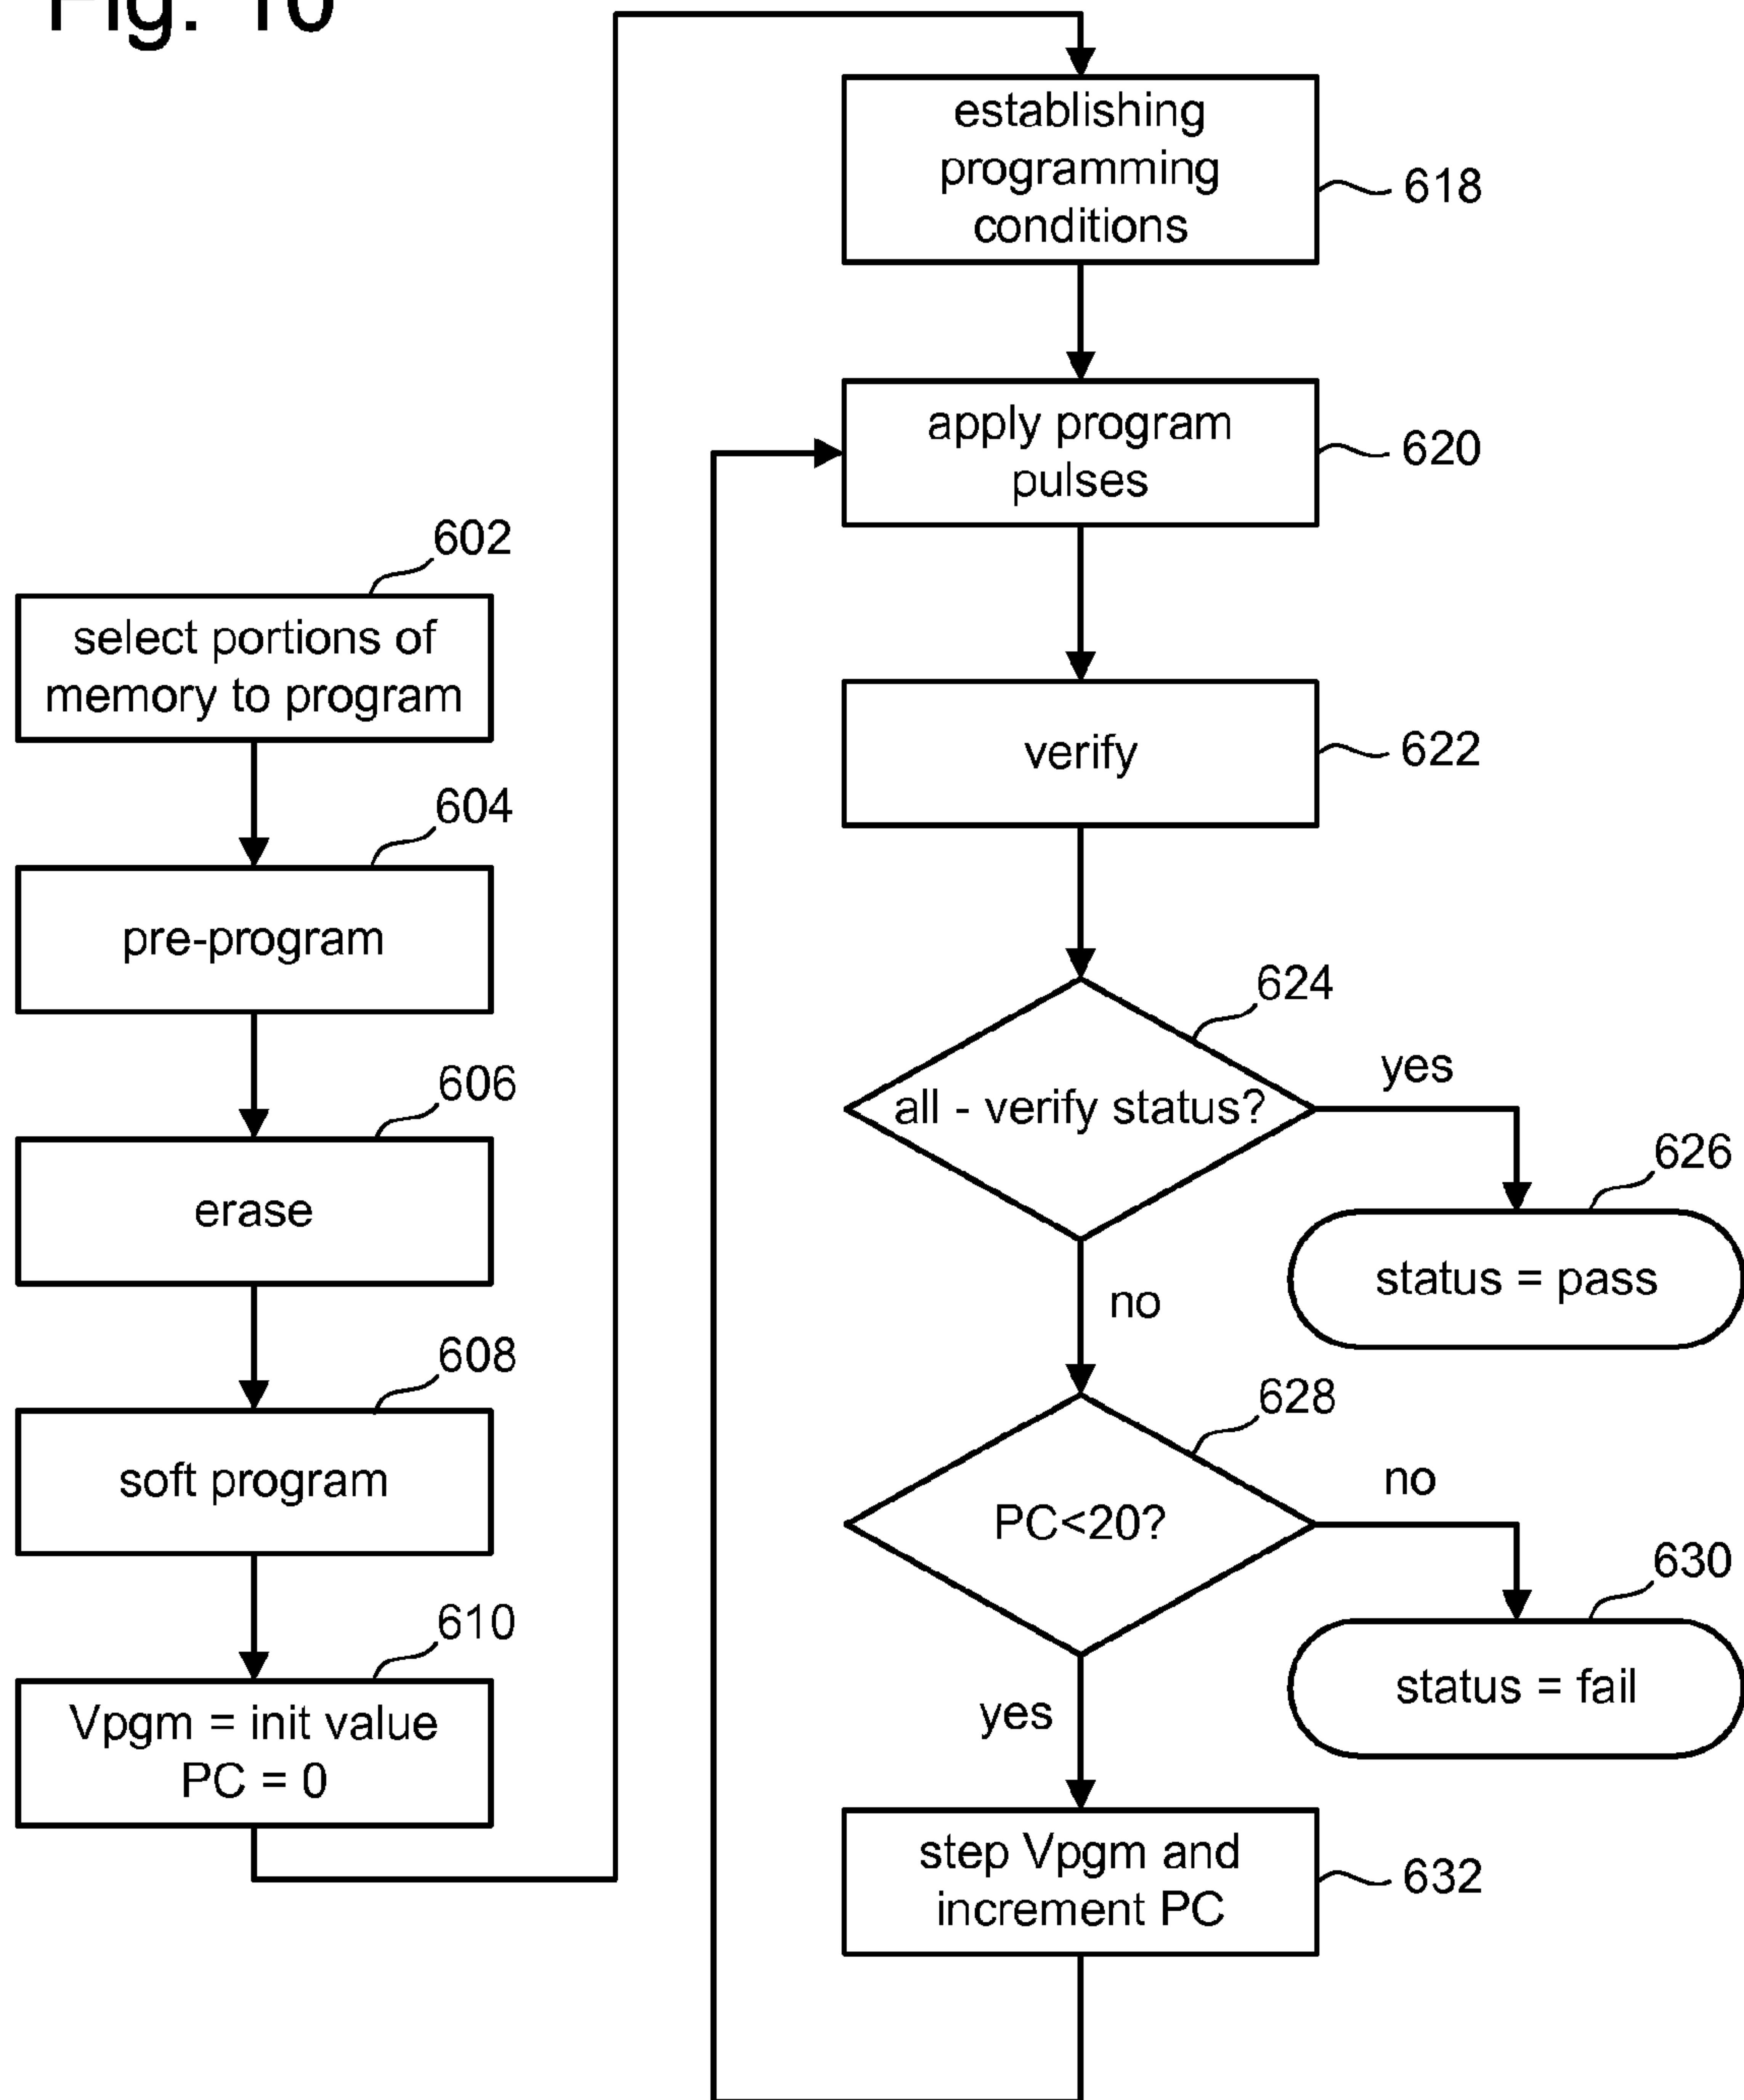 Fig. 10
602
select portions of
memory to program
604
pre-program
606
erase
608
soft program
610
Vpgm = init value
PC = 0
establishing
programming
conditions
618
apply program
pulses
620
verify
622
624
all - verify status?
yes
626
status = pass
no
628
PC<20?
no
630
status = fail
yes
step Vpgm and
increment PC
632